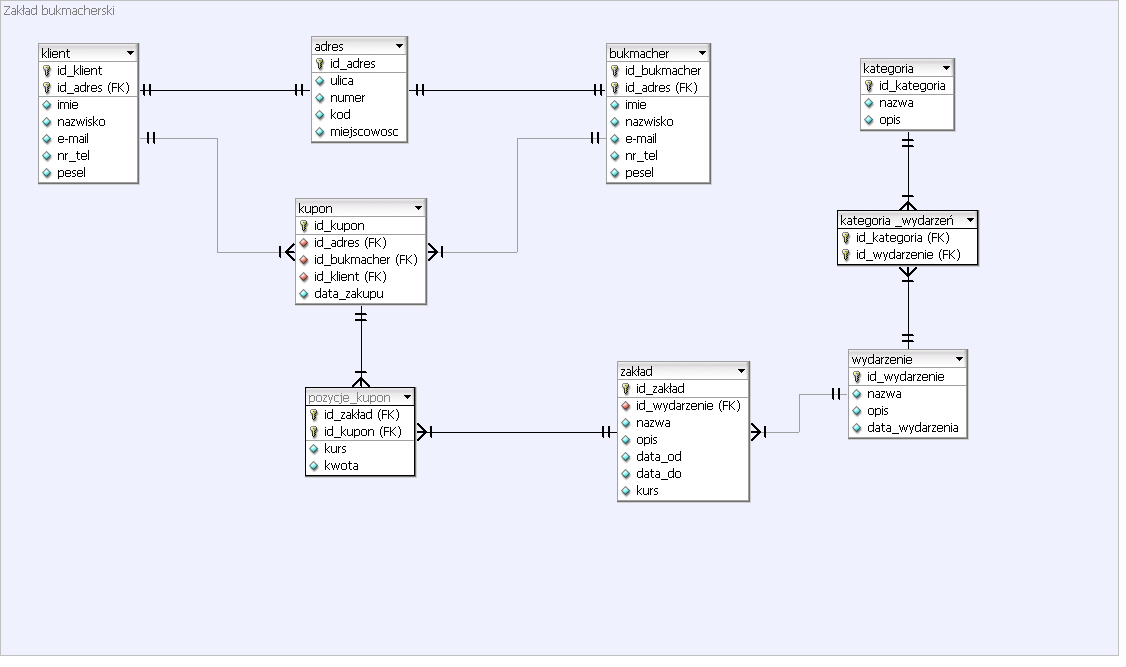 Zakład bukmacherski
klient
id_klient
id_adres (FK)
imie
nazwisko
e-mail
nr_tel
pesel
adres
id_adres
ulica
numer
kod
miejscowosc
bukmacher
id_bukmacher
id_adres (FK)
imie
nazwisko
e-mail
nr_tel
pesel
kategoria
id_kategoria
nazwa
opis
kupon
id_kupon
id_adres (FK)
id_bukmacher (FK)
id_klient (FK)
data_zakupu
kategoria _wydarzeń
id_kategoria (FK)
id_wydarzenie (FK)
pozycje_kupon
id_zakład (FK)
id_kupon (FK)
kurs
kwota
zakład
id_zakład
id_wydarzenie (FK)
nazwa
opis
data_od
data_do
kurs
wydarzenie
id_wydarzenie
nazwa
opis
data_wydarzenia